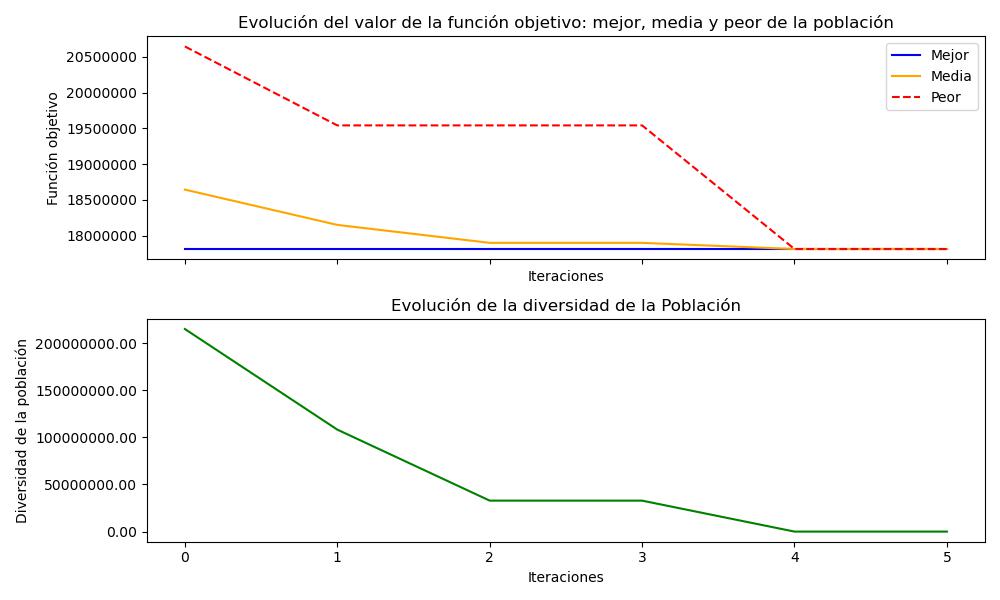 Evolución del valor de la función objetivo: mejor, media y peor de la población
Función objetivo
20500000
20000000
19500000
19000000
18500000
18000000
Mejor
Media
Peor
Iteraciones
Evolución de la diversidad de la Población
Diversidad de la población
200000000.00
150000000.00
100000000.00
50000000.00
0.00
0 1 2 3 4 5
Iteraciones